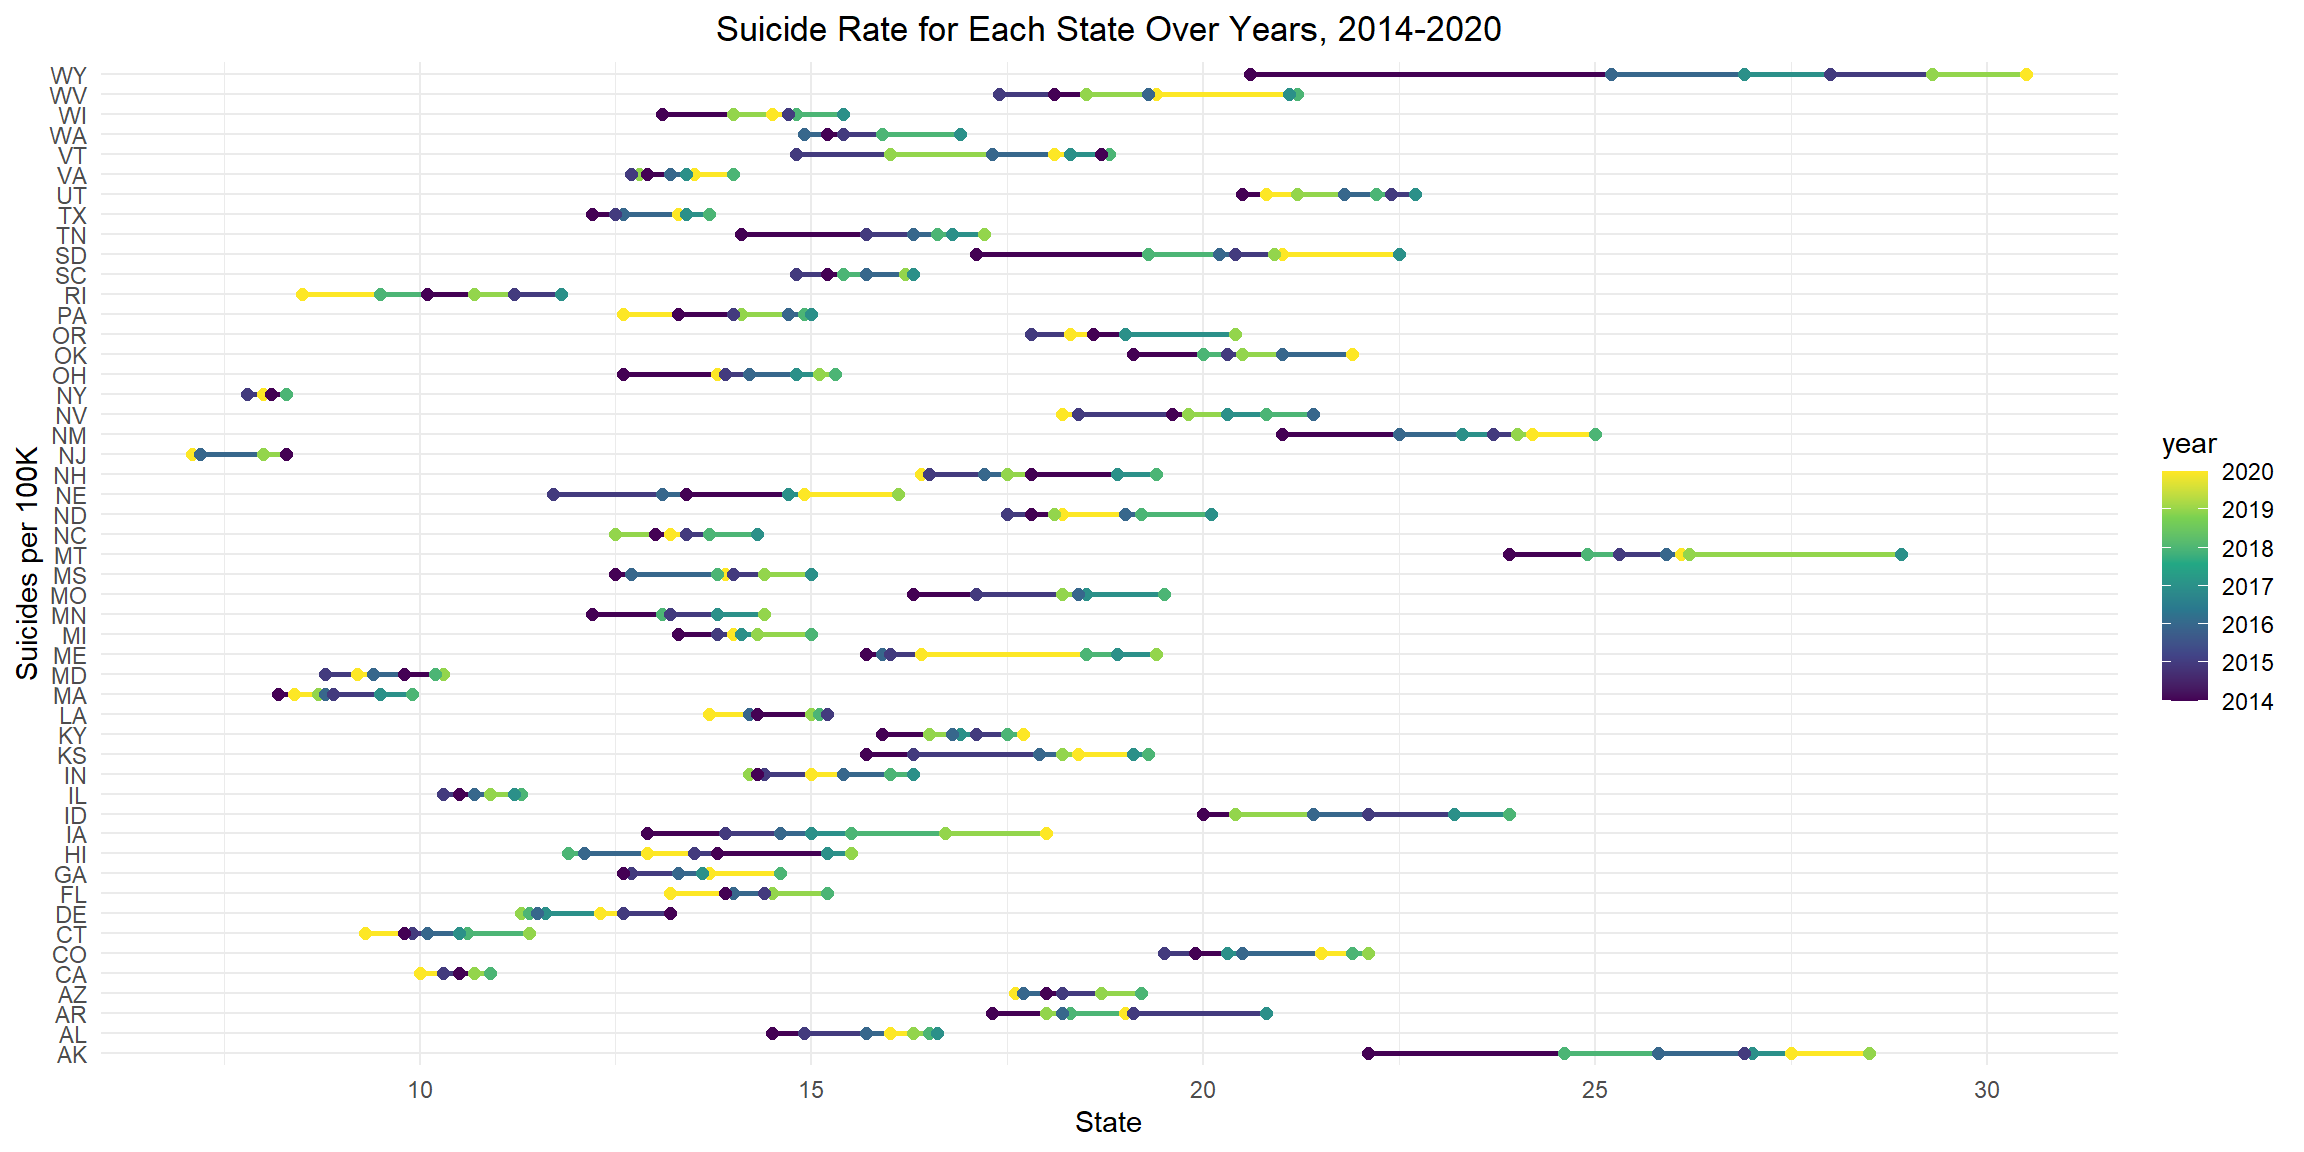 Suicide Rate for Each State Over Years, 2014-2020
Suicides per 100K
WY
WV
WI
WA
VT
VA
UT
TX
TN
SD
SC
RI
PA
OR
OK
OH
NY
NV
NM
NJ
NH
NE
ND
NC
MT
MS
MO
MN
MI
ME
MD
MA
LA
KY
KS
IN
IL
ID
IA
HI
GA
FL
DE
CT
CO
CA
AZ
AR
AL
AK
10 15 20 25 30
State
year
2020
2019
2018
2017
2016
2015
2014